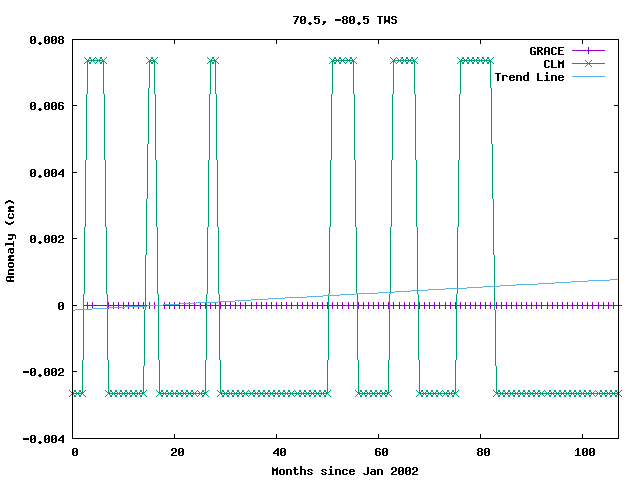 70.5, -80.5 TWS
GRACE
CLM
Trend Line
0.008
0.006
0.004
0.002
0
-0.002
-0.004
Anomaly (cm)
0 20 40 60 80 100
Months since Jan 2002